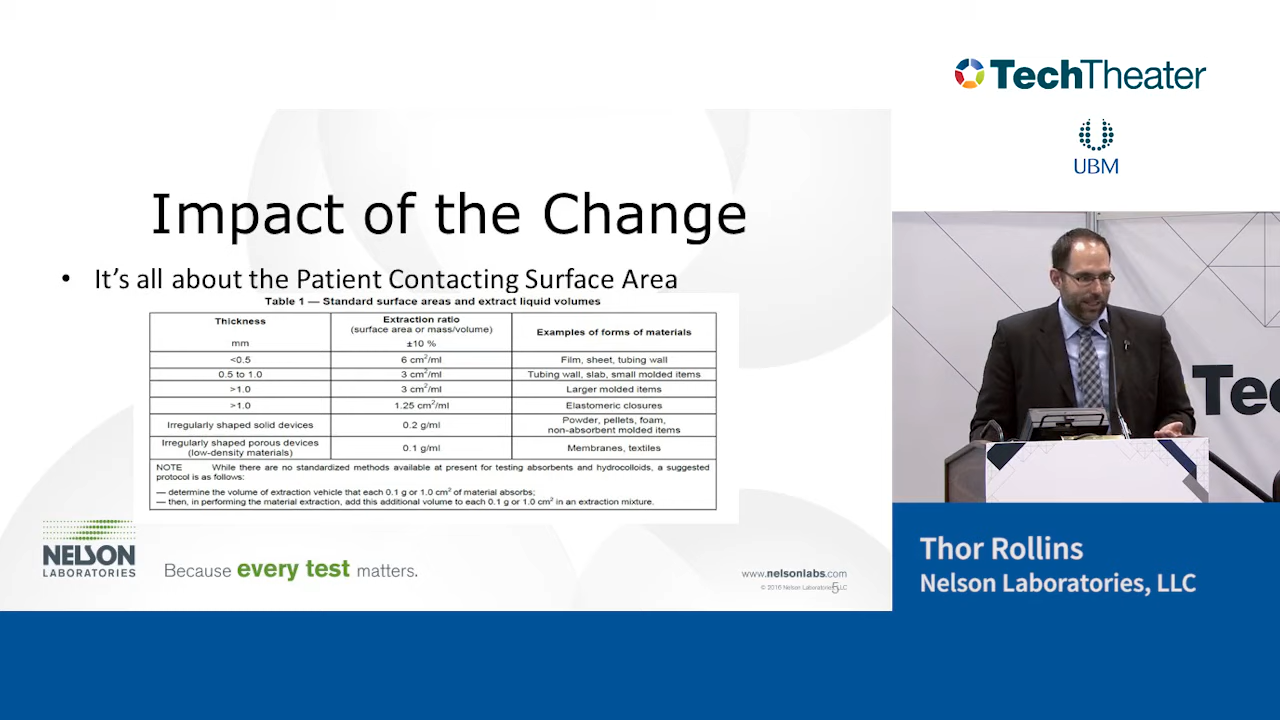 TechTheater
UBM
Impact of the Change
• It’s all about the Patient Contacting Surface Area
Table 1 — Standard surface areas and extract liquid volumes
Thickness
mm
Extraction ratio
(surface area or mass/volume)
±10 %
Examples of forms of materials
<0.5
6 cm²/ml
Film, sheet, tubing wall
0.5 to 1.0
3 cm²/ml
Tubing wall, slab, small molded items
>1.0
3 cm²/ml
Larger molded items
>1.0
1.25 cm²/ml
Elastomeric closures
Irregularly shaped solid devices
0.2 g/ml
Powder, pellets, foam,
non-absorbent molded items
Irregularly shaped porous devices
(low-density materials)
0.1 g/ml
Membranes, textiles
NOTE While there are no standardized methods available at present for testing absorbents and hydrocolloids, a suggested
protocol is as follows:
— determine the volume of extraction vehicle that each 0.1 g or 1.0 cm² of material absorbs;
— then, in performing the material extraction, add this additional volume to each 0.1 g or 1.0 cm² in an extraction mixture.
NELSON
LABORATORIES
Because every test matters.
www.nelsonlabs.com
© 2016 Nelson Laboratories, LLC
5
Tec
Thor Rollins
Nelson Laboratories, LLC